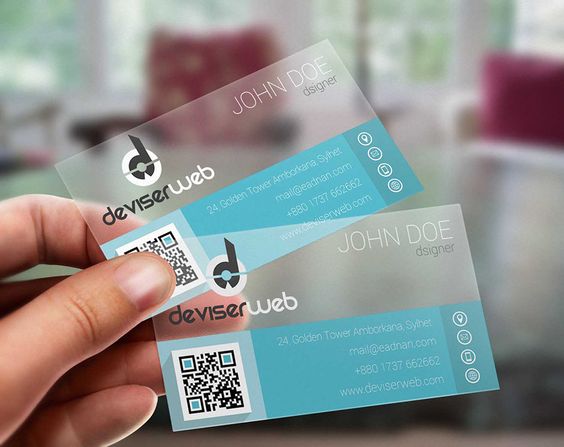 JOHN DOE
dsigner
deviserweb
24, Golden Tower Amborkana, Sylhet
mail@eadnan.com
+880 1737 662662
www.deviserweb.com
JOHN DOE
dsigner
deviserweb
24, Golden Tower Amborkana, Sylhet
mail@eadnan.com
+880 1737 662662
www.deviserweb.com